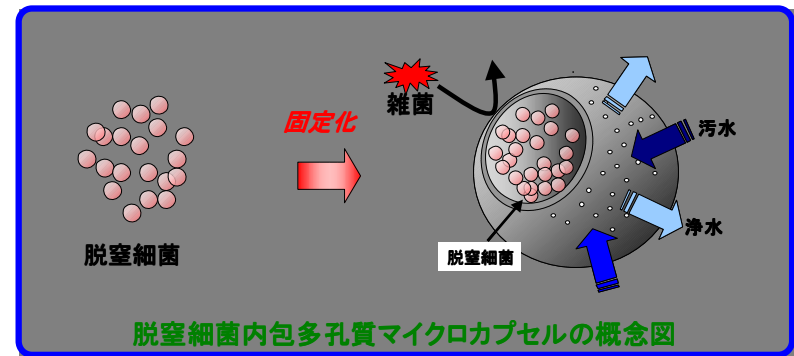 固定化
雑菌
汚水
浄水
脱窒細菌
脱窒細菌
脱窒細菌内包多孔質マイクロカプセルの概念図